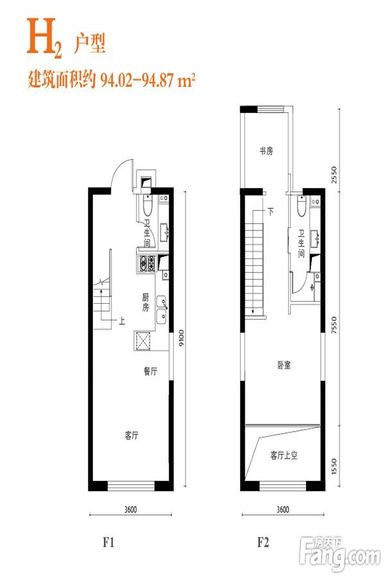 H2 户型
建筑面积约 94.02-94.87 m²
卫生间
厨房
上
餐厅
客厅
9100
3600
F1
书房
下
卫生间
卧室
客厅上空
2550
7550
1550
3600
F2
房天下
Fang.com